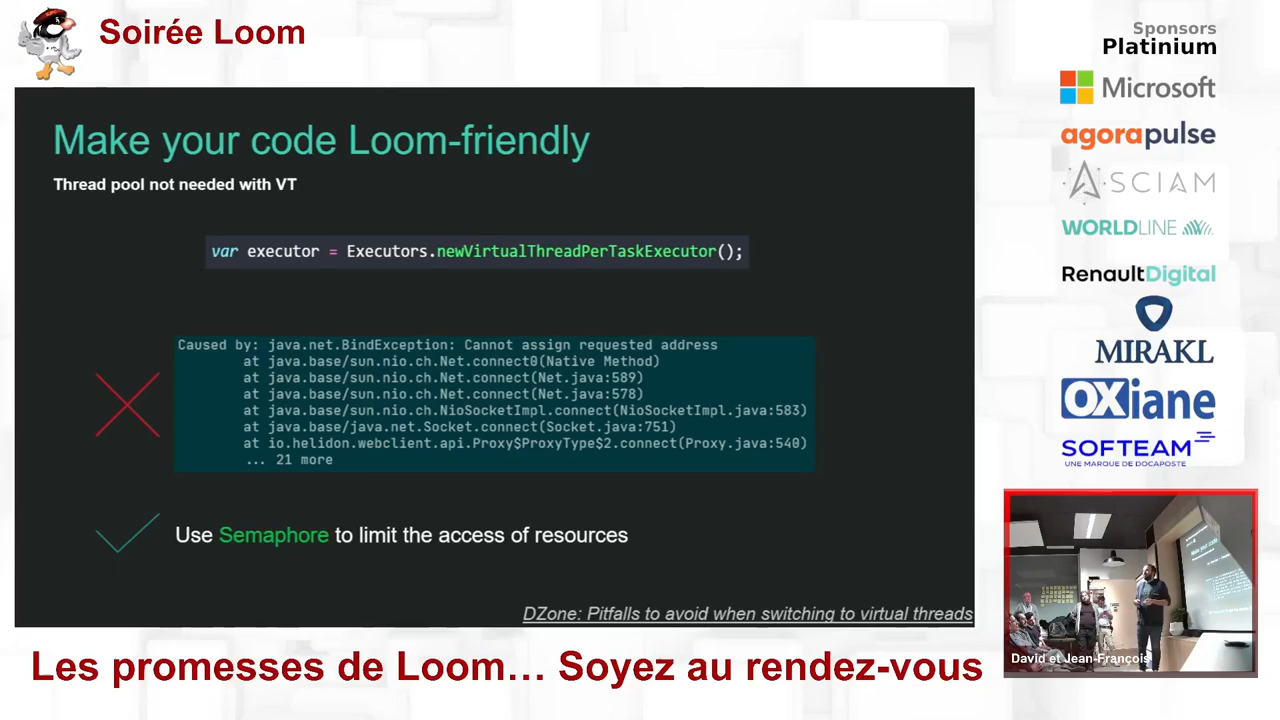 Soirée Loom
Sponsors
Platinium
Microsoft
agorapulse
ASCIAM
WORLDLINE
RenaultDigital
MIRAKL
OXiane
SOFTEAM
UNE MARQUE DE DOCAPOSTE
Make your code Loom-friendly
Thread pool not needed with VT
var executor = Executors.newVirtualThreadPerTaskExecutor();
Caused by: java.net.BindException: Cannot assign requested address
at java.base/sun.nio.ch.Net.connect0(Native Method)
at java.base/sun.nio.ch.Net.connect(Net.java:589)
at java.base/sun.nio.ch.Net.connect(Net.java:578)
at java.base/sun.nio.ch.NioSocketImpl.connect(NioSocketImpl.java:583)
at java.base/java.net.Socket.connect(Socket.java:751)
at io.helidon.webclient.api.Proxy$ProxyType$2.connect(Proxy.java:540)
... 21 more
Use Semaphore to limit the access of resources
DZone: Pitfalls to avoid when switching to virtual threads
David et Jean-François
Les promesses de Loom… Soyez au rendez-vous